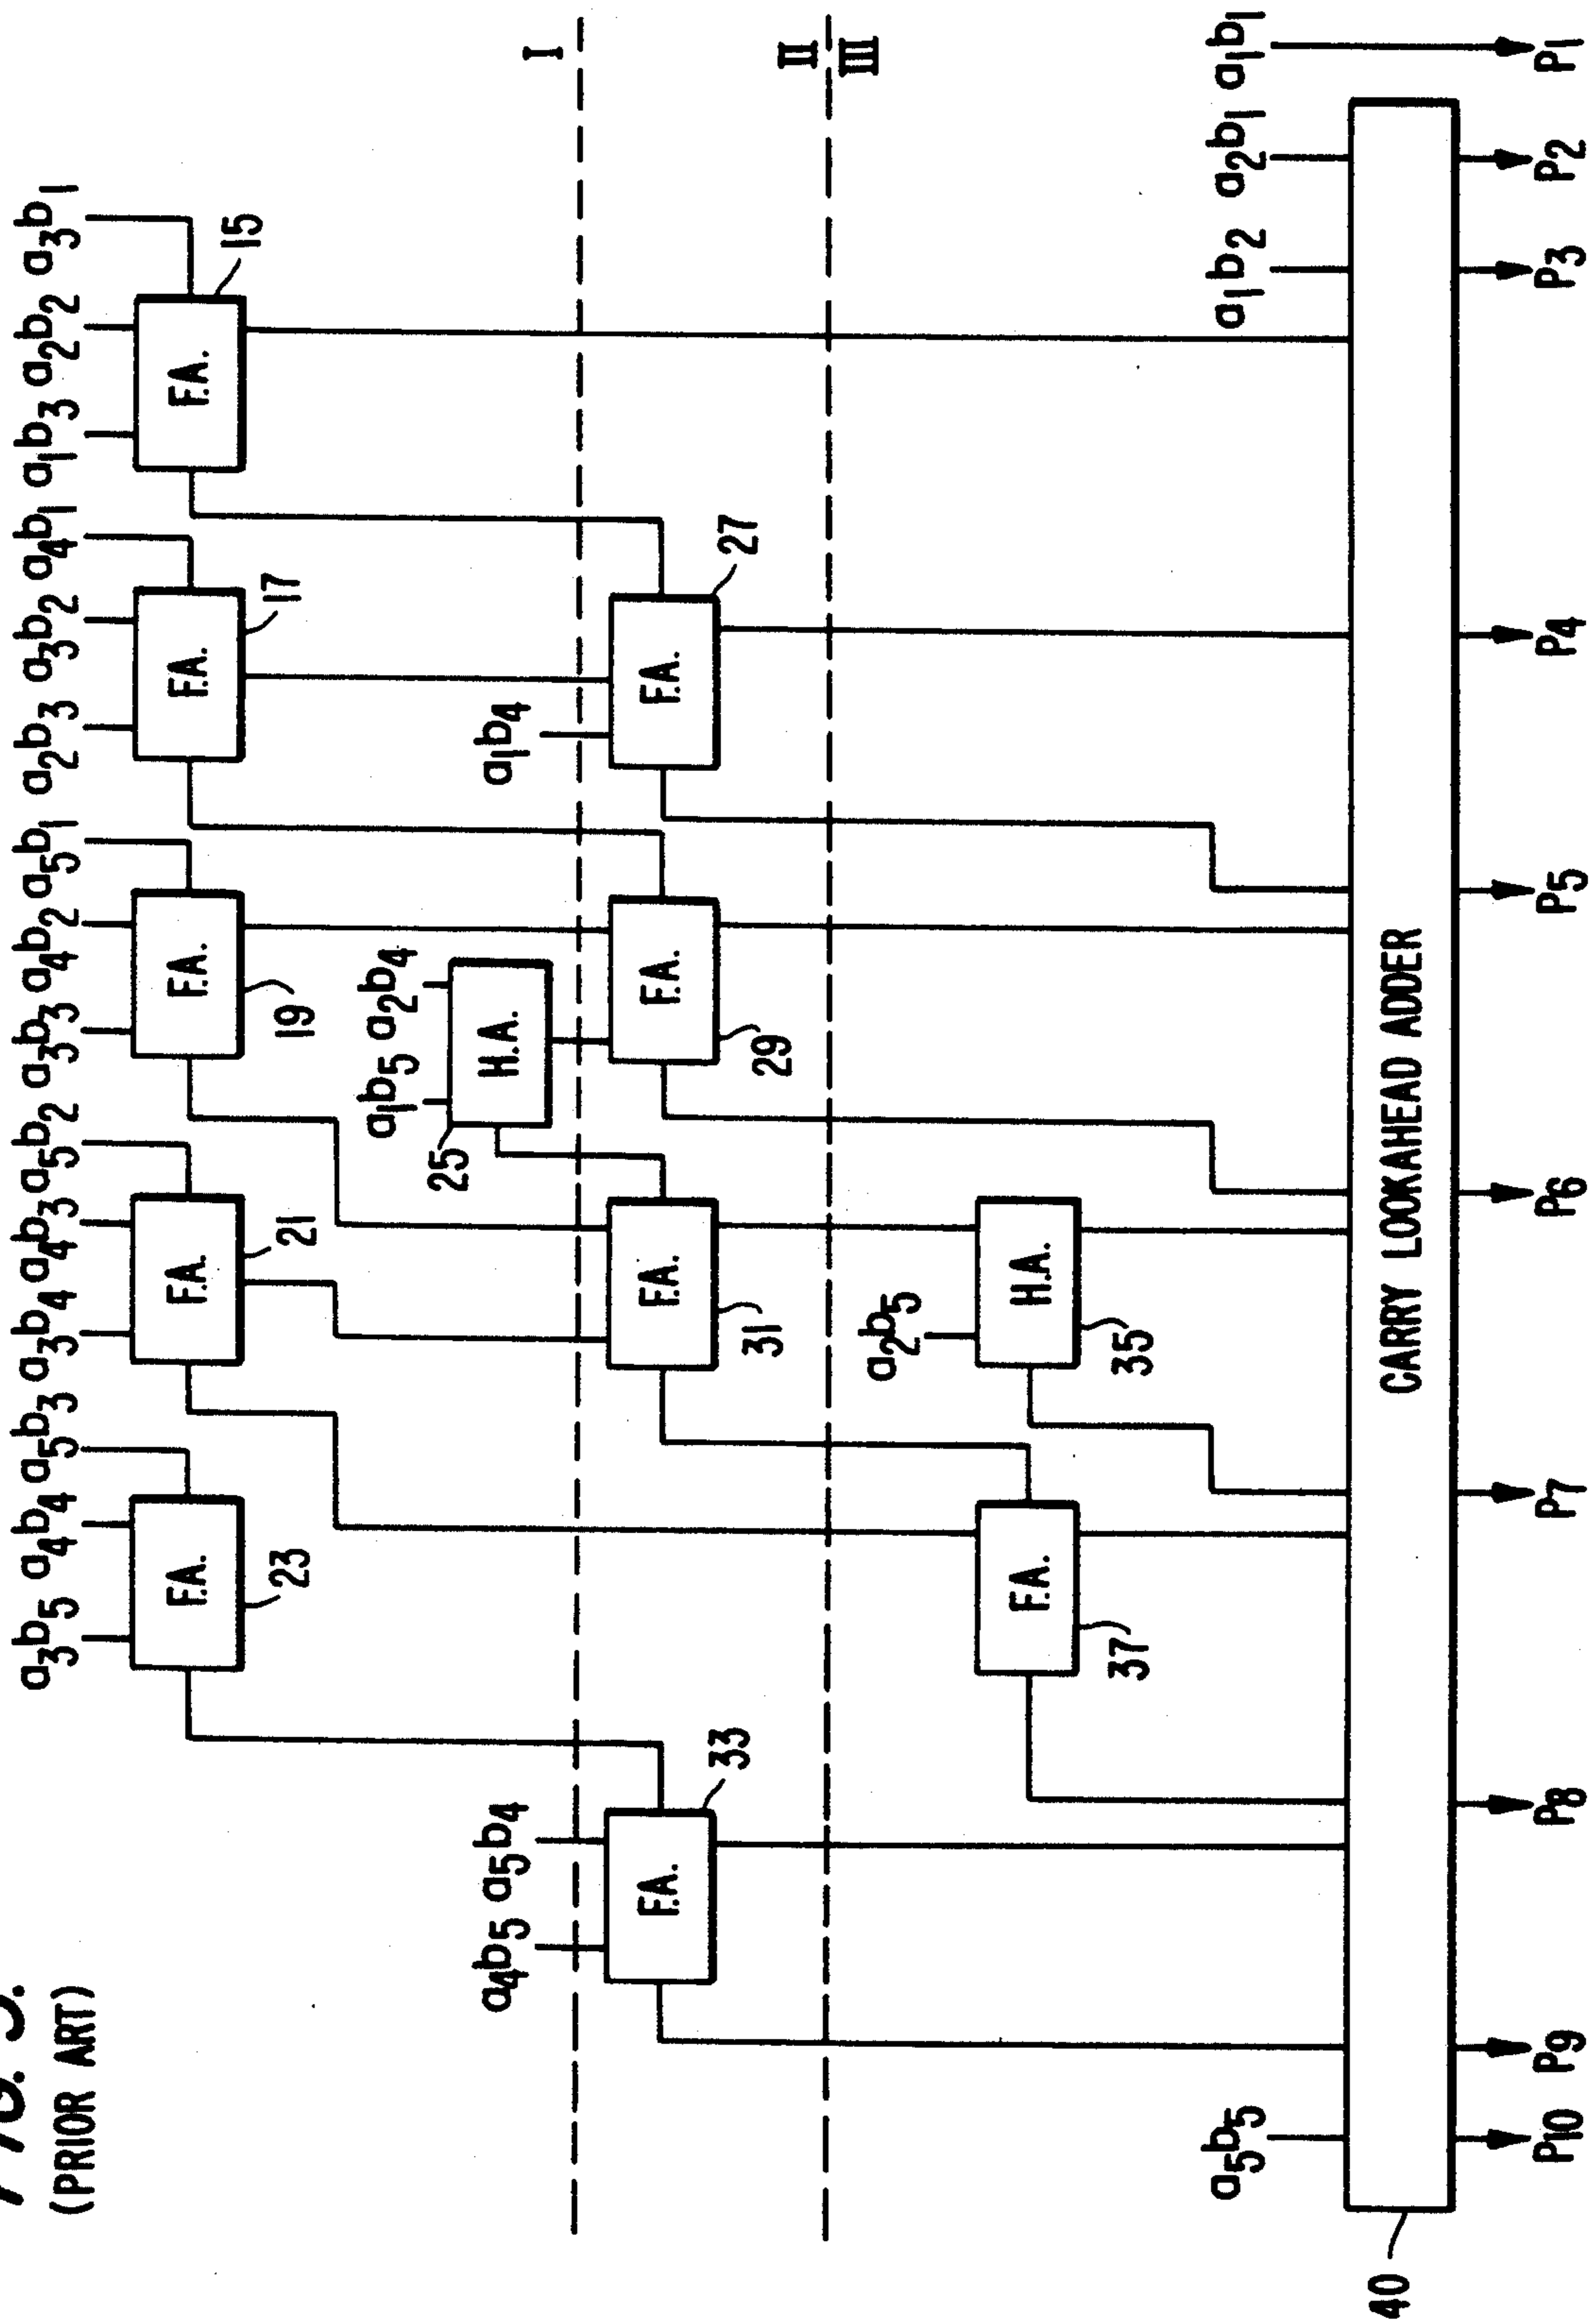 (PRIOR ART)
a3b5 a4b4 a5b3 a3b4 a4b3 a5b2 a3b3 a4b2 a5b1 a2b3 a3b2 a4b1 a1b3 a2b2 a3b1
F.A. F.A. F.A. F.A. F.A.
23 21 19 17 15
a1b5 a2b4
25 H.A.
I
a4b5 a5b4 a1b4
F.A. F.A. F.A. F.A.
33 31 29 27
II
III
a2b5
F.A. H.A.
37 35
a5b5 a1b2 a2b1 a1b1
40 CARRY LOOKAHEAD ADDER
P10 P9 P8 P7 P6 P5 P4 P3 P2 P1